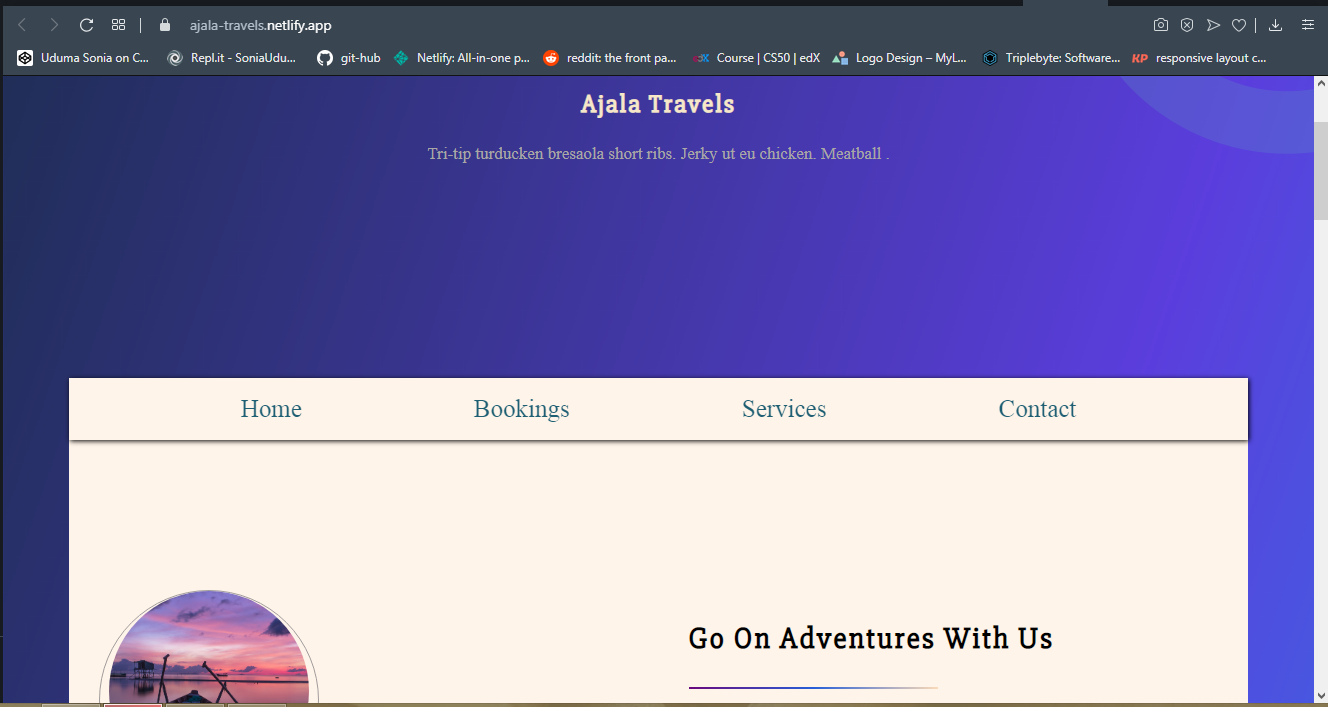 ajala-travels.netlify.app
Uduma Sonia on C... Repl.it - SoniaUdu... git-hub Netlify: All-in-one p... reddit: the front pa... Course | CS50 | edX Logo Design – MyL... Triplebyte: Software... KP responsive layout c...
Ajala Travels
Tri-tip turducken bresaola short ribs. Jerky ut eu chicken. Meatball .
Home Bookings Services Contact
Go On Adventures With Us